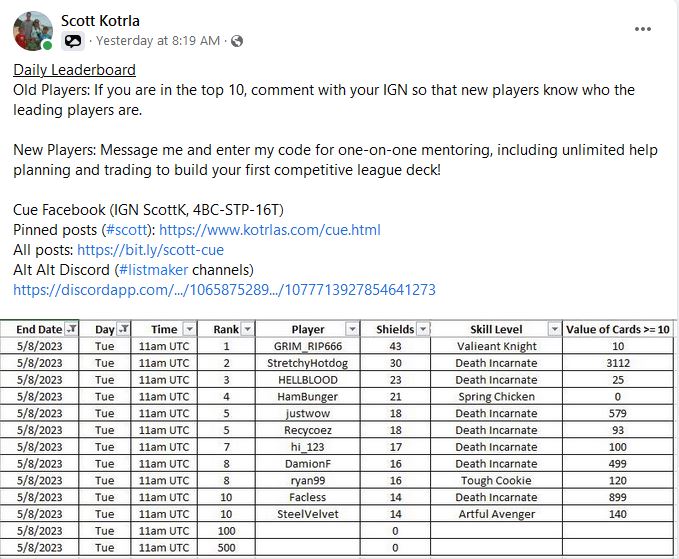 Scott Kotrla
· Yesterday at 8:19 AM ·
Daily Leaderboard
Old Players: If you are in the top 10, comment with your IGN so that new players know who the
leading players are.
New Players: Message me and enter my code for one-on-one mentoring, including unlimited help
planning and trading to build your first competitive league deck!
Cue Facebook (IGN ScottK, 4BC-STP-16T)
Pinned posts (#scott): https://www.kotrlas.com/cue.html
All posts: https://bit.ly/scott-cue
Alt Alt Discord (#listmaker channels)
https://discordapp.com/.../1065875289.../1077713927854641273
End Date Day Time Rank Player Shields Skill Level Value of Cards >= 10
5/8/2023 Tue 11am UTC 1 GRIM_RIP666 43 Valieant Knight 10
5/8/2023 Tue 11am UTC 2 StretchyHotdog 30 Death Incarnate 3112
5/8/2023 Tue 11am UTC 3 HELLBLOOD 23 Death Incarnate 25
5/8/2023 Tue 11am UTC 4 HamBunger 21 Spring Chicken 0
5/8/2023 Tue 11am UTC 5 justwow 18 Death Incarnate 579
5/8/2023 Tue 11am UTC 5 Recycoez 18 Death Incarnate 93
5/8/2023 Tue 11am UTC 7 hi_123 17 Death Incarnate 100
5/8/2023 Tue 11am UTC 8 DamionF 16 Death Incarnate 499
5/8/2023 Tue 11am UTC 8 ryan99 16 Tough Cookie 120
5/8/2023 Tue 11am UTC 10 Facless 14 Death Incarnate 899
5/8/2023 Tue 11am UTC 10 SteelVelvet 14 Artful Avenger 140
5/8/2023 Tue 11am UTC 100 0
5/8/2023 Tue 11am UTC 500 0